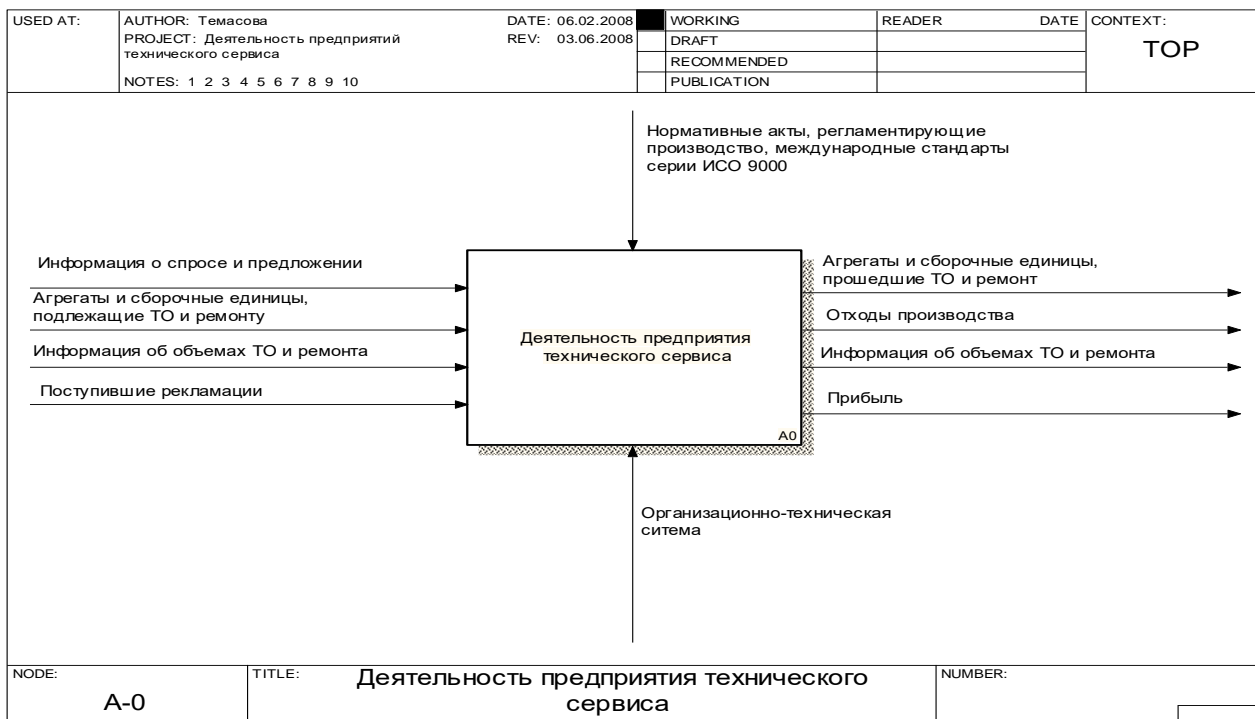 USED AT:
AUTHOR: Темасова
DATE: 06.02.2008
WORKING
READER
DATE
CONTEXT:
PROJECT: Деятельность предприятий
REV: 03.06.2008
DRAFT
TOP
технического сервиса
RECOMMENDED
NOTES: 1 2 3 4 5 6 7 8 9 10
PUBLICATION
Нормативные акты, регламентирующие
производство, международные стандарты
серии ИСО 9000
Информация о спросе и предложении
Агрегаты и сборочные единицы,
подлежащие ТО и ремонту
Информация об объемах ТО и ремонта
Поступившие рекламации
Деятельность предприятия
технического сервиса
A0
Агрегаты и сборочные единицы,
прошедшие ТО и ремонт
Отходы производства
Информация об объемах ТО и ремонта
Прибыль
Организационно-техническая
ситема
NODE:
A-0
TITLE:
Деятельность предприятия технического
сервиса
NUMBER: